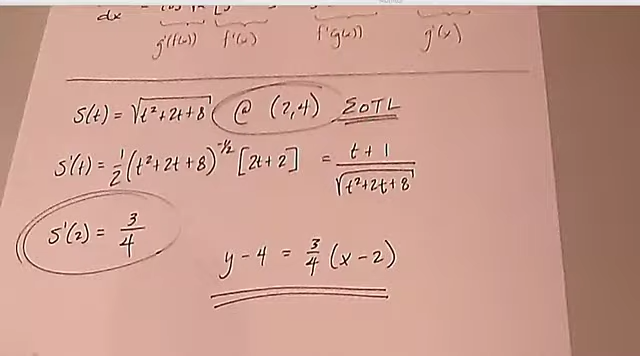 dx =
g'(f(x)) f'(x) f'(g(x)) g'(x)
S(t) = √t²+2t+8 @ (2,4) EOTL
S'(t) = 1/2 (t²+2t+8)^-1/2 [2t+2] = t+1/√t²+2t+8
S'(2) = 3/4
y-4 = 3/4 (x-2)